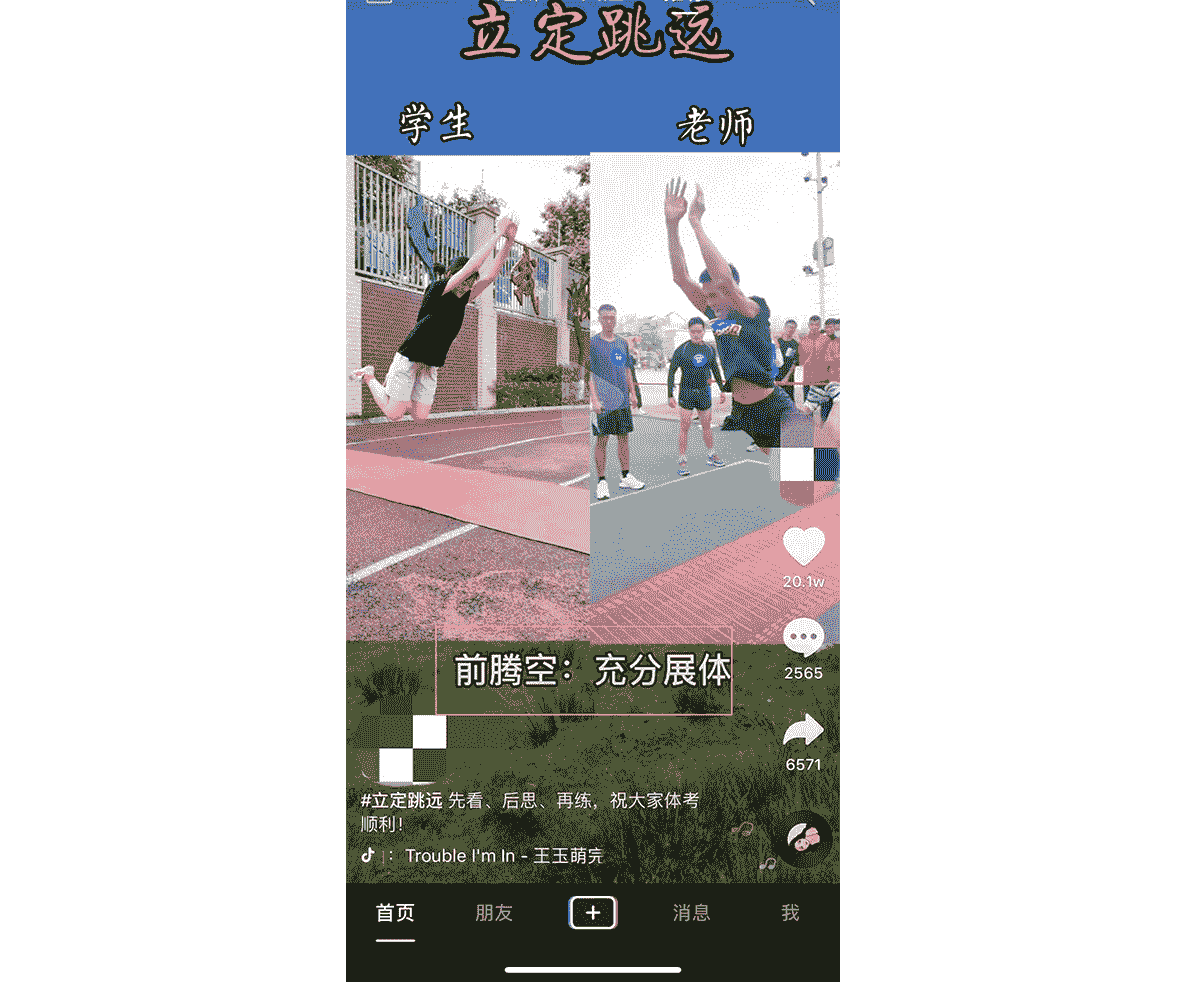 立定跳远
学生
老师
20.1w
2565
前腾空：充分展体
6571
#立定跳远 先看、后思、再练，祝大家体考
顺利！
Trouble I'm In - 王玉萌完
首页
朋友
消息
我